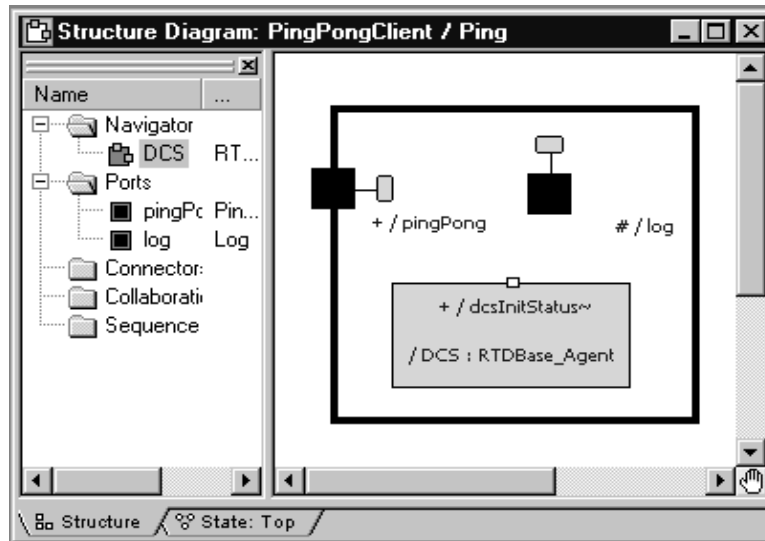 Structure Diagram: PingPongClient / Ping
Name ...
Navigator
DCS RT...
Ports
pingPc Pin...
log Log
Connector:
Collaborati
Sequence
+ / pingPong
# / log
+ / dcsInitStatus~
/ DCS : RTDBase_Agent
Structure State: Top